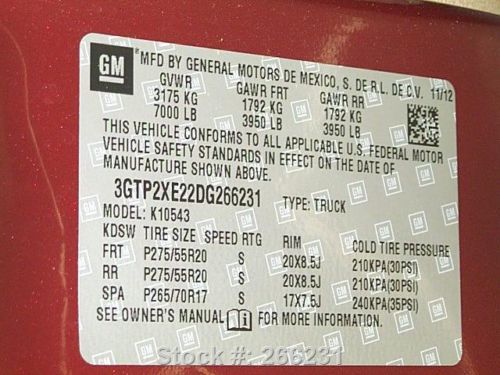 GM *MFD BY GENERAL MOTORS DE MEXICO, S. DE R.L. DE C.V. 11/12
GVWR GAWR FRT GAWR RR
3175 KG 1792 KG 1792 KG
7000 LB 3950 LB 3950 LB
THIS VEHICLE CONFORMS TO ALL APPLICABLE U.S. FEDERAL MOTOR
VEHICLE SAFETY STANDARDS IN EFFECT ON THE DATE OF
MANUFACTURE SHOWN ABOVE.
3GTP2XE22DG266231 TYPE: TRUCK
MODEL: K10543
KDSW TIRE SIZE SPEED RTG RIM COLD TIRE PRESSURE
FRT P275/55R20 S 20X8.5J 210KPA(30PSI)
RR P275/55R20 S 20X8.5J 210KPA(30PSI)
SPA P265/70R17 S 17X7.5J 240KPA(35PSI)
SEE OWNER'S MANUAL FOR MORE INFORMATION.
Stock #: 266231